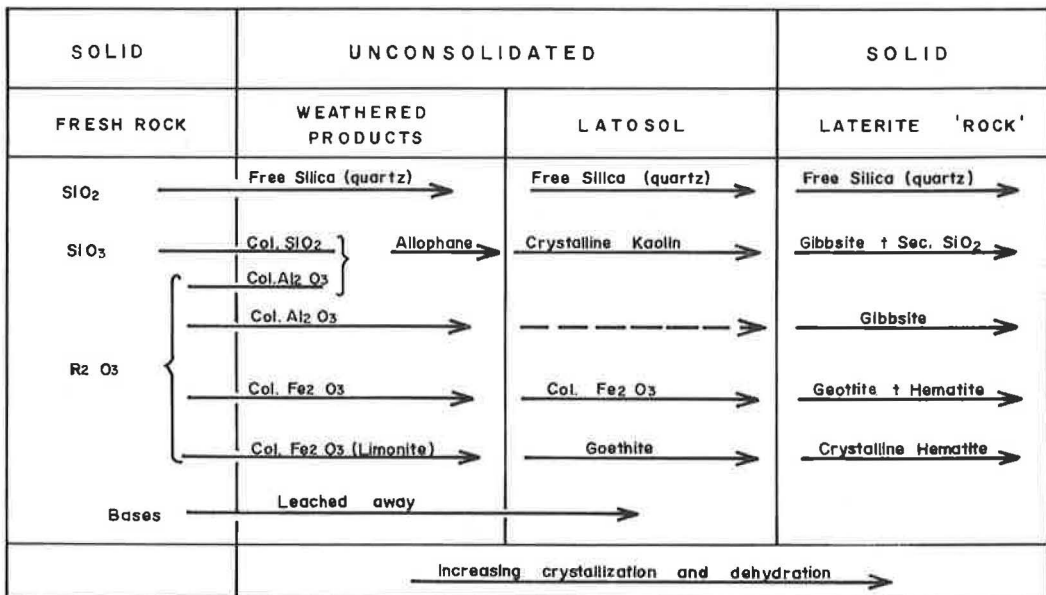 SOLID UNCONSOLIDATED SOLID
FRESH ROCK WEATHERED PRODUCTS LATOSOL LATERITE 'ROCK'
SiO2 Free Silica (quartz) Free Silica (quartz) Free Silica (quartz)
SiO3 Col. SiO2 Allophane Crystalline Kaolin Gibbsite † Sec. SiO2
Col. Al2 O3
Col. Al2 O3 Gibbsite
R2 O3
Col. Fe2 O3 Col. Fe2 O3 Geotlite † Hematite
Col. Fe2 O3 (Limonite) Goethite Crystalline Hematite
Bases Leached away
Increasing crystallization and dehydration